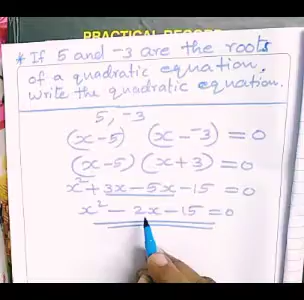 PRACTICAL RECORD
* If 5 and -3 are the roots
of a quadratic equation,
write the quadratic equation.
5, -3
(x-5) (x--3) = 0
(x-5) (x+3) = 0
x² + 3x - 5x - 15 = 0
x² - 2x - 15 = 0